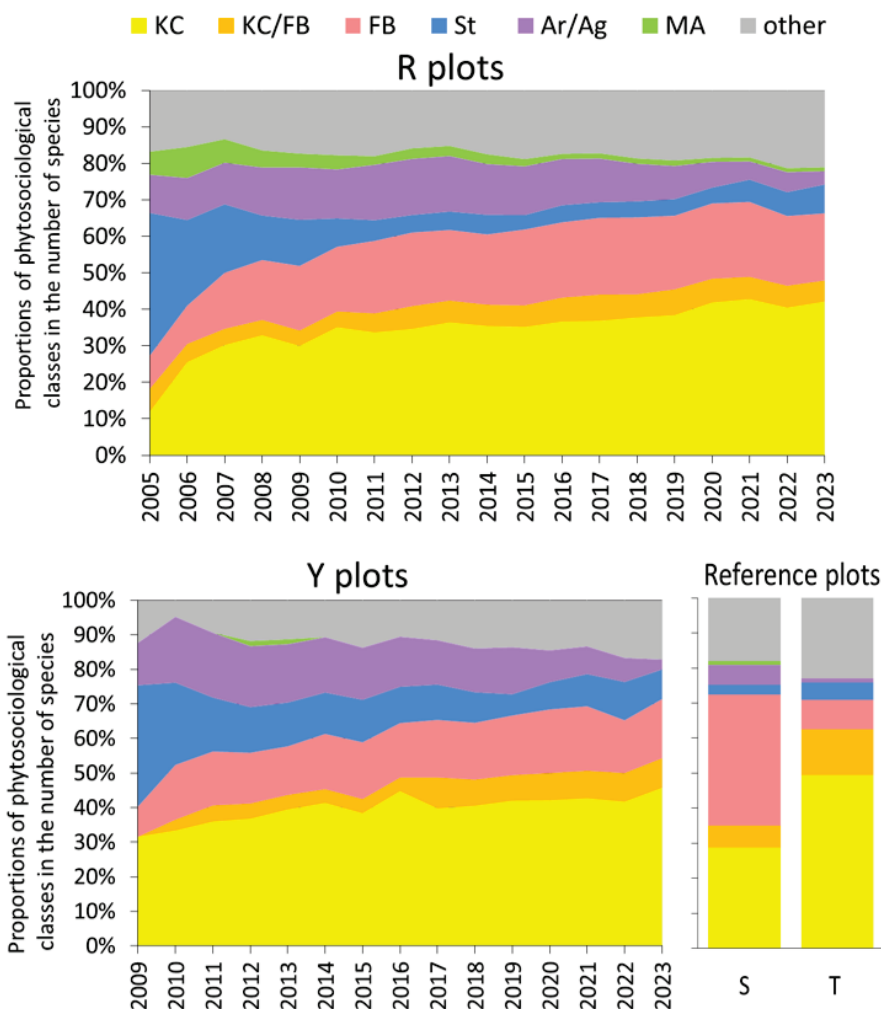 KC KC/FB FB St Ar/Ag MA other
R plots
Proportions of phytosociological
classes in the number of species
100%
90%
80%
70%
60%
50%
40%
30%
20%
10%
0%
2005 2006 2007 2008 2009 2010 2011 2012 2013 2014 2015 2016 2017 2018 2019 2020 2021 2022 2023
Y plots
Proportions of phytosociological
classes in the number of species
100%
90%
80%
70%
60%
50%
40%
30%
20%
10%
0%
2009 2010 2011 2012 2013 2014 2015 2016 2017 2018 2019 2020 2021 2022 2023
Reference plots
S T